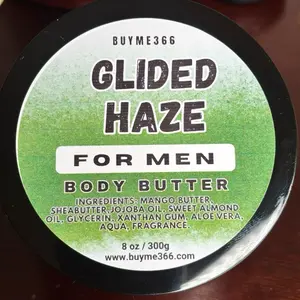 BUYME366
GLIDED
HAZE
FOR MEN
BODY BUTTER
INGREDIENTS: MANGO BUTTER,
SHEABUTTER, JOJOBA OIL, SWEET ALMOND
OIL, GLYCERIN, XANTHAN GUM, ALOE VERA,
AQUA, FRAGRANCE
8 oz / 300g
www.buyme366.com